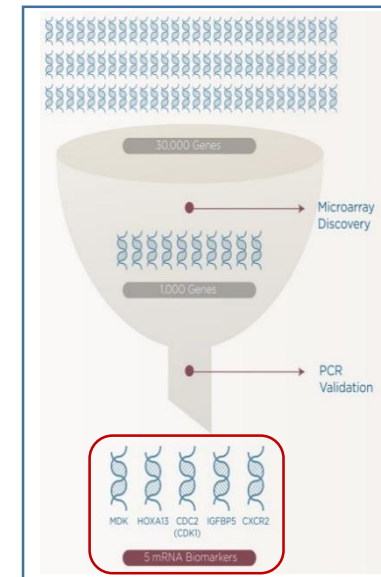 30,000 Genes
Microarray
Discovery
1,000 Genes
PCR
Validation
MDK HOXA13 CDC2 IGFBP5 CXCR2
(CDK1)
5 mRNA Biomarkers